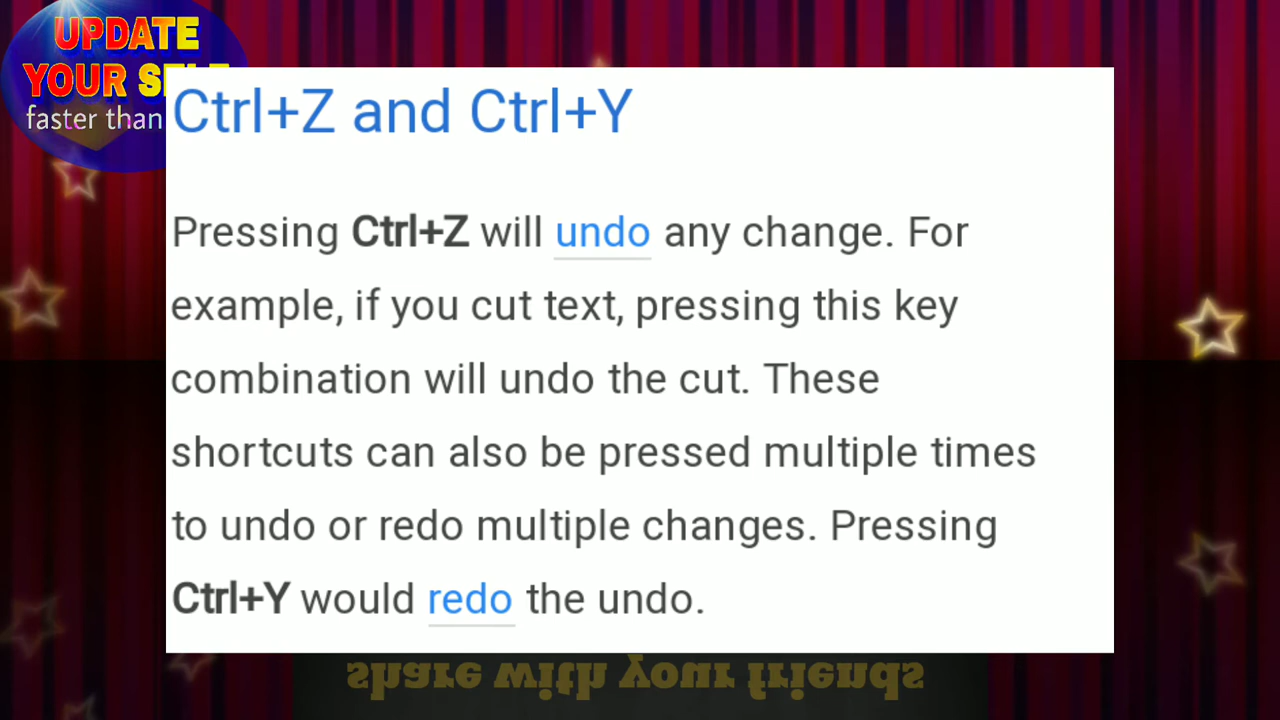 UPDATE
YOUR SELF
faster than
Ctrl+Z and Ctrl+Y
Pressing Ctrl+Z will undo any change. For
example, if you cut text, pressing this key
combination will undo the cut. These
shortcuts can also be pressed multiple times
to undo or redo multiple changes. Pressing
Ctrl+Y would redo the undo.
share with your friends